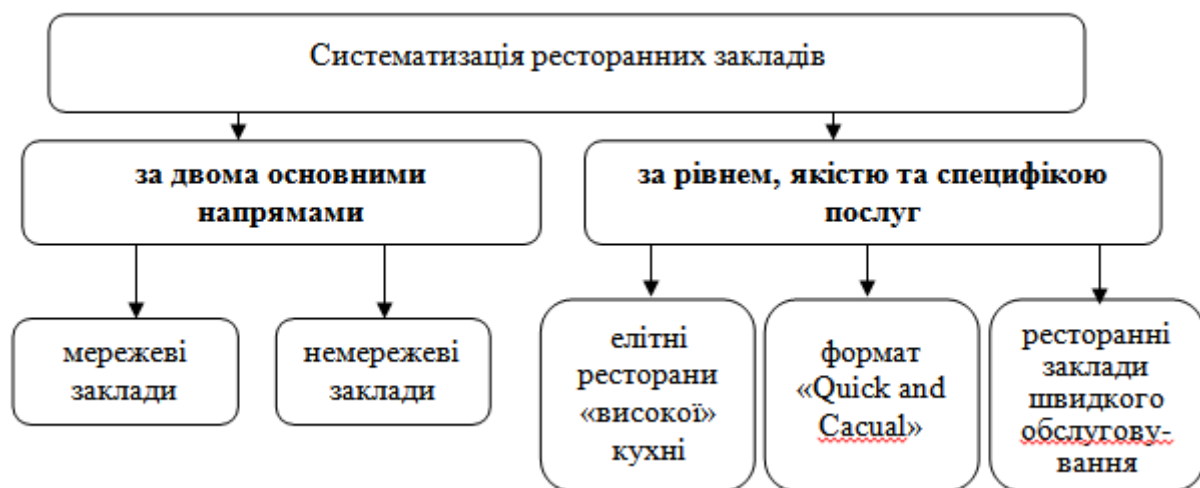 Систематизація ресторанних закладів
за двома основними
напрямами
за рівнем, якістю та специфікою
послуг
мережеві
заклади
немережеві
заклади
елітні
ресторани
«високої»
кухні
формат
«Quick and
Cacual»
ресторанні
заклади
швидкого
обслугову-
вання